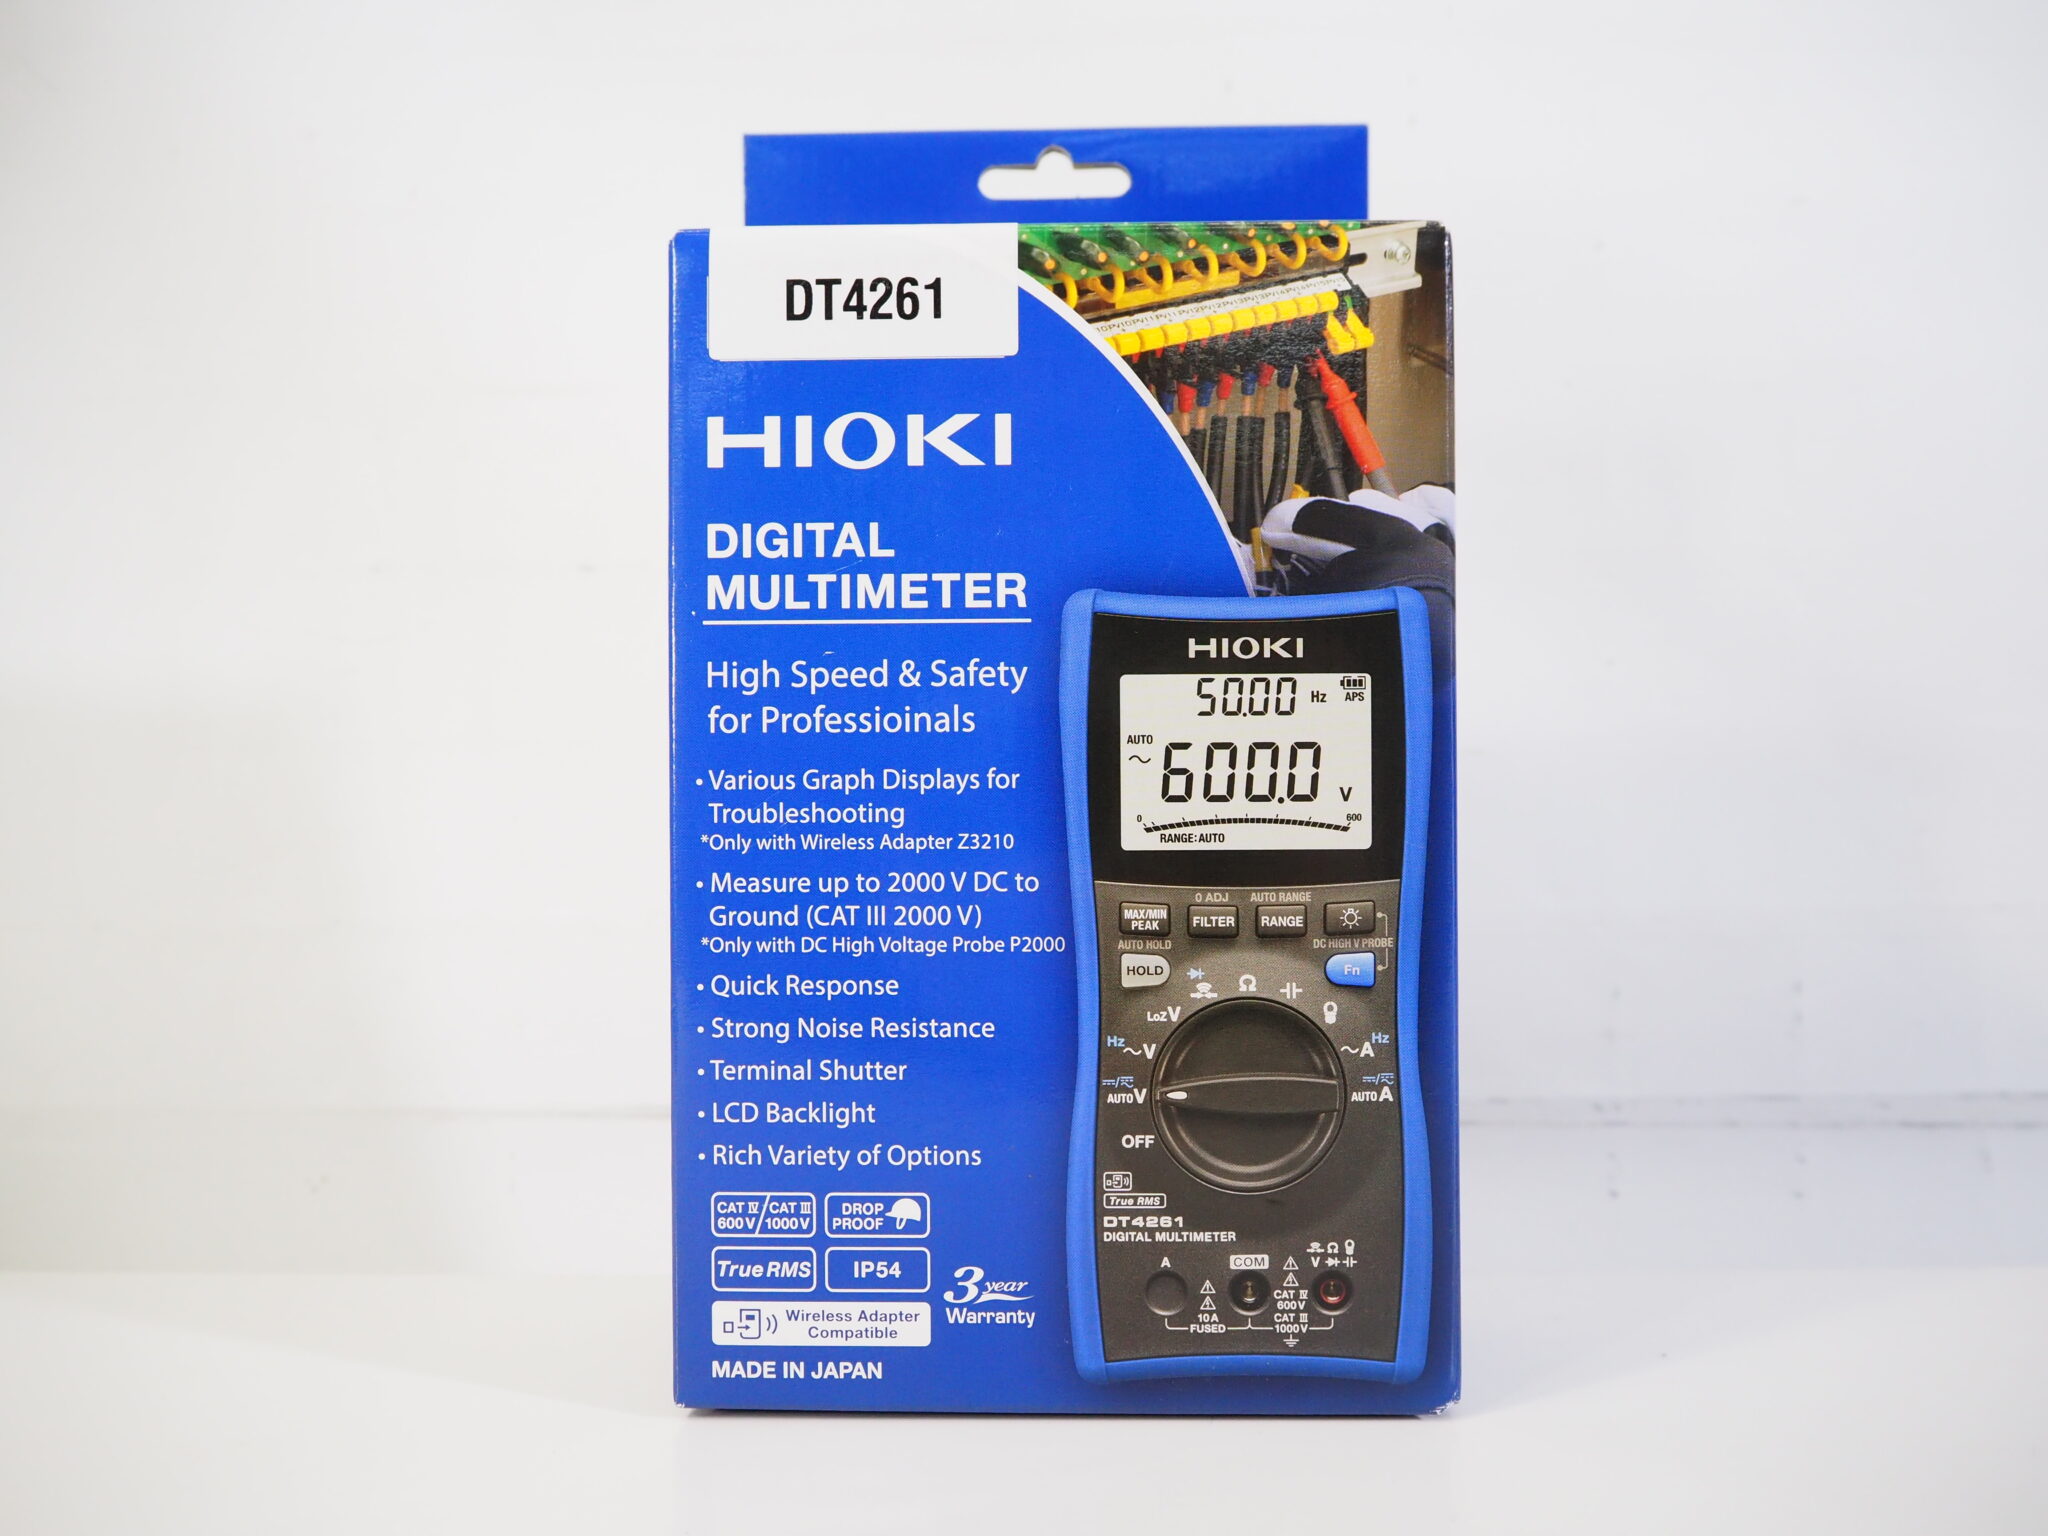 DT4261
HIOKI
DIGITAL
MULTIMETER
High Speed & Safety
for Professioinals
• Various Graph Displays for
Troubleshooting
*Only with Wireless Adapter Z3210
• Measure up to 2000 V DC to
Ground (CAT III 2000 V)
*Only with DC High Voltage Probe P2000
• Quick Response
• Strong Noise Resistance
• Terminal Shutter
• LCD Backlight
• Rich Variety of Options
CAT IV/CAT III
600V/1000V
DROP
PROOF
True RMS
IP54
3 year
Warranty
Wireless Adapter
Compatible
MADE IN JAPAN
HIOKI
50.00 Hz
APS
AUTO
~ 600.0 V
0 600
RANGE:AUTO
0 ADJ AUTO RANGE
MAX/MIN
PEAK
FILTER
RANGE
AUTO HOLD
DC HIGH V PROBE
HOLD
Fn
Ω
LoZV
Hz
~V
~A Hz
AUTOV
AUTO A
OFF
True RMS
DT4261
DIGITAL MULTIMETER
A
COM
Ω
V
10A
FUSED
CAT IV
600V
CAT III
1000V